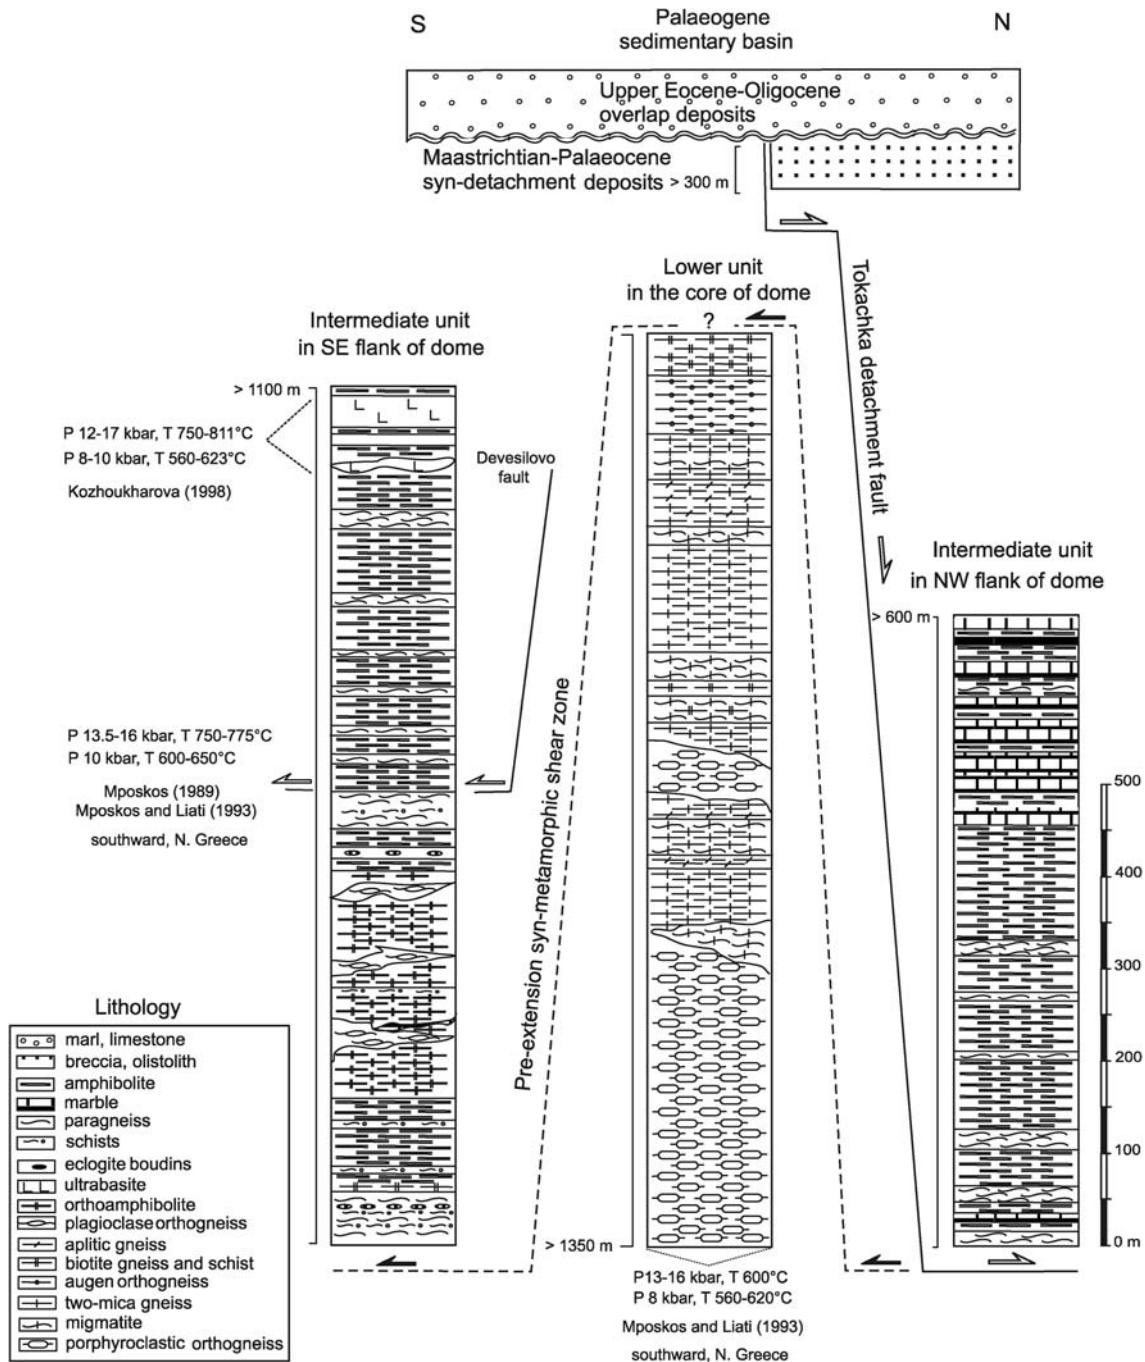 S
Palaeogene
sedimentary basin
N
Upper Eocene-Oligocene
overlap deposits
Maastrichtian-Palaeocene
syn-detachment deposits
> 300 m
Tokachka detachment fault
Lower unit
in the core of dome
?
Intermediate unit
in SE flank of dome
> 1100 m
P 12-17 kbar, T 750-811°C
P 8-10 kbar, T 560-623°C
Kozhoukharova (1998)
Devesilovo
fault
Intermediate unit
in NW flank of dome
> 600 m
P 13.5-16 kbar, T 750-775°C
P 10 kbar, T 600-650°C
Mposkos (1989)
Mposkos and Liati (1993)
southward, N. Greece
Pre-extension syn-metamorphic shear zone
500
400
300
200
100
0 m
> 1350 m
P13-16 kbar, T 600°C
P 8 kbar, T 560-620°C
Mposkos and Liati (1993)
southward, N. Greece
Lithology
marl, limestone
breccia, olistolith
amphibolite
marble
paragneiss
schists
eclogite boudins
ultrabasite
orthoamphibolite
plagioclase orthogneiss
aplitic gneiss
biotite gneiss and schist
augen orthogneiss
two-mica gneiss
migmatite
porphyroclastic orthogneiss